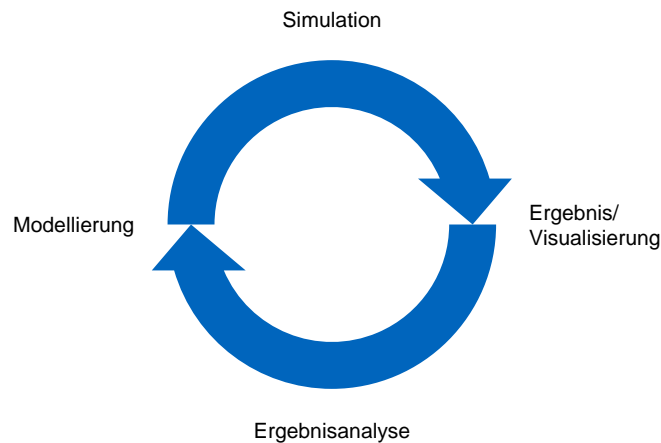 Simulation
Modellierung
Ergebnis/
Visualisierung
Ergebnisanalyse